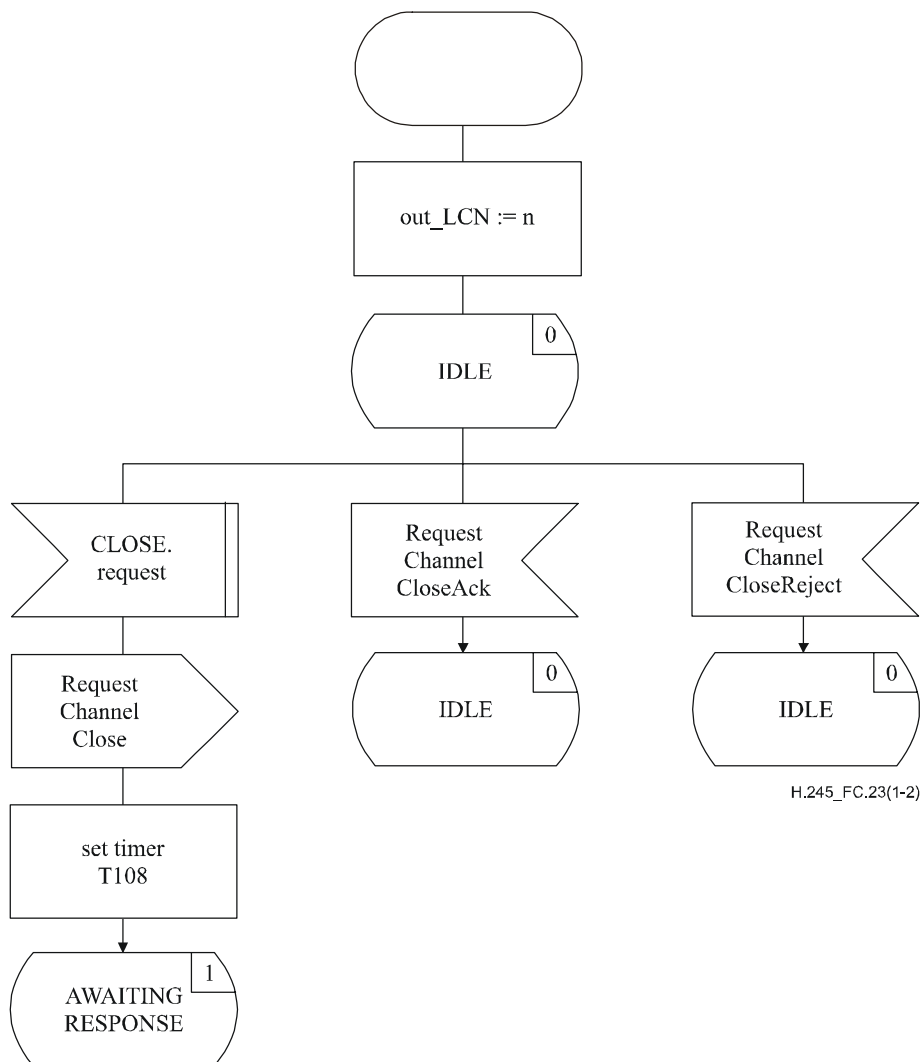 out_LCN := n
0
IDLE
CLOSE.
request
Request
Channel
CloseAck
Request
Channel
CloseReject
Request
Channel
Close
0
IDLE
0
IDLE
H.245_FC.23(1-2)
set timer
T108
1
AWAITING
RESPONSE